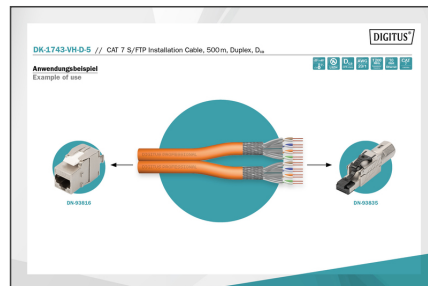 DIGITUS®
DK-1743-VH-D-5 // CAT 7 S/FTP Installation Cable, 500 m, Duplex, Dca
Anwendungsbeispiel
Example of use
DN-93818
DN-93835